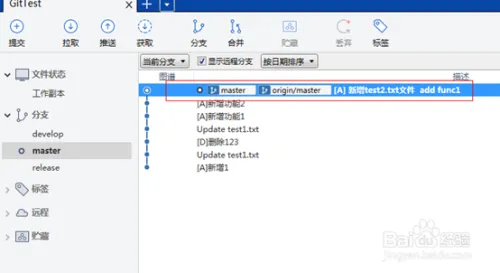 GitTest
提交 拉取 推送 获取 分支 合并 贮藏 丢弃 标签
文件状态
工作副本
分支
develop
master
release
标签
远程
贮藏
当前分支 显示远程分支 按日期排序
图谱 描述
master origin/master [A] 新增test2.txt文件 add func1
[A]新增功能2
[A]新增功能1
Update test1.txt
[D]删除123
Update test1.txt
[A]新增1
Baidu 经验
jingyan.baidu.com